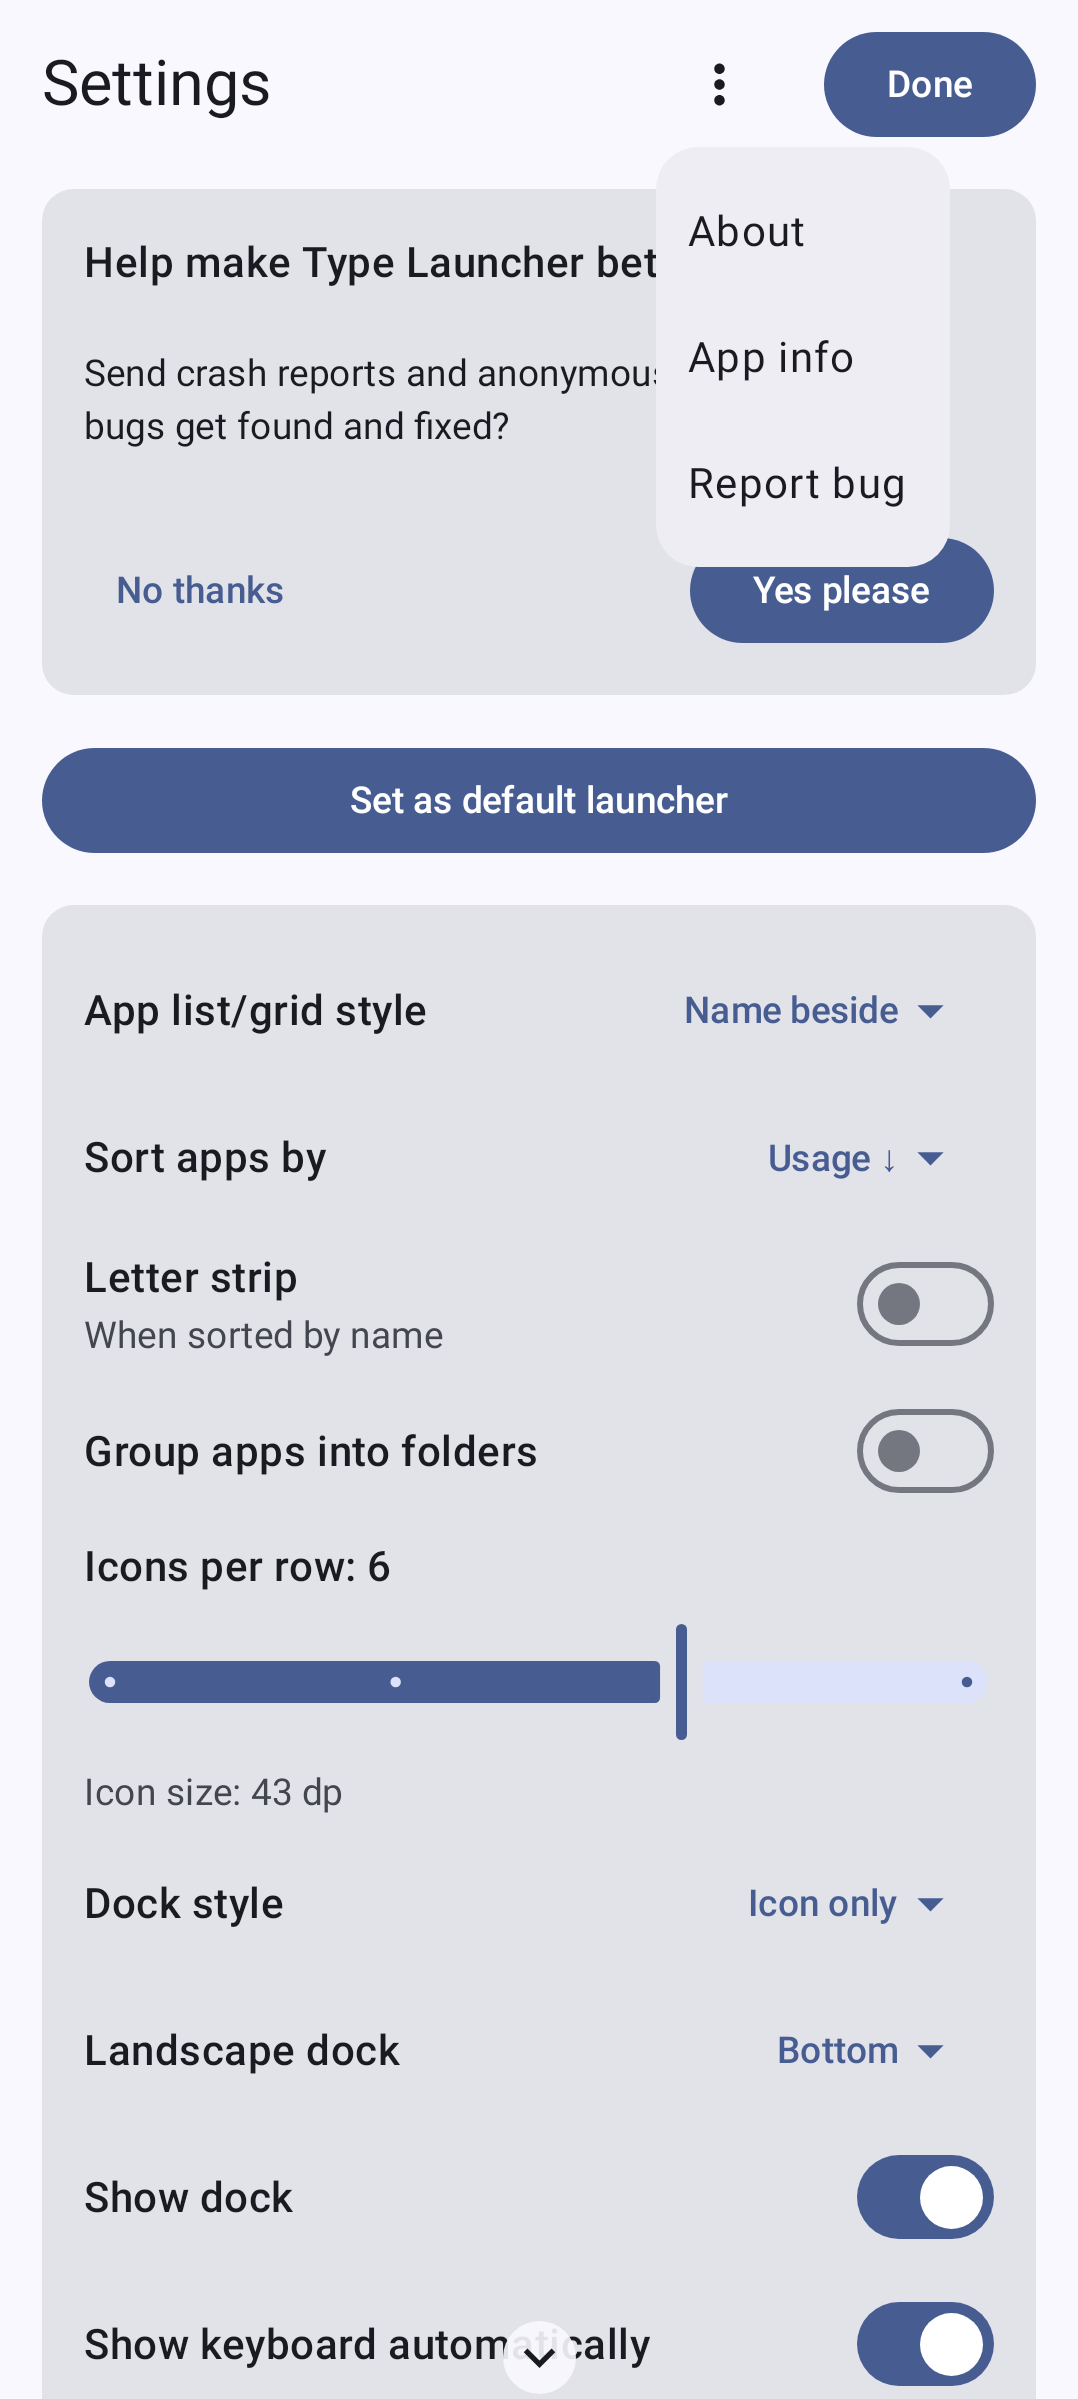 Settings
Done
About
App info
Report bug
Help make Type Launcher bet
Send crash reports and anonymous
bugs get found and fixed?
No thanks
Yes please
Set as default launcher
App list/grid style
Name beside
Sort apps by
Usage ↓
Letter strip
When sorted by name
Group apps into folders
Icons per row: 6
Icon size: 43 dp
Dock style
Icon only
Landscape dock
Bottom
Show dock
Show keyboard automatically